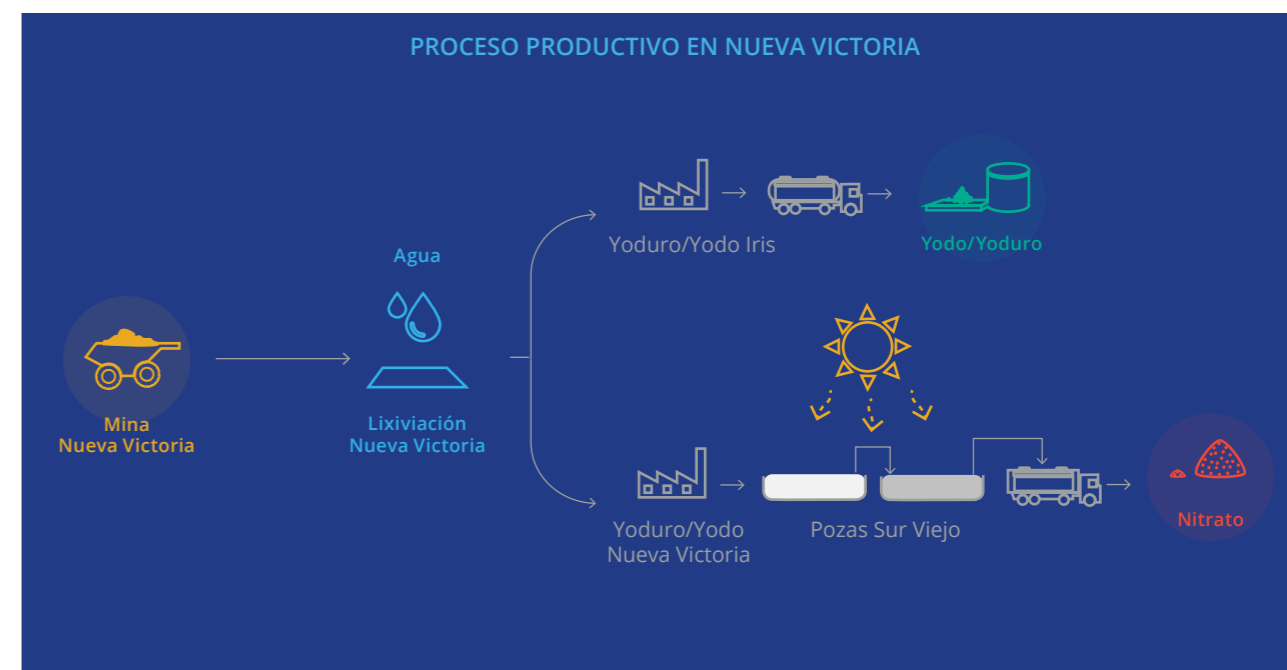 PROCESO PRODUCTIVO EN NUEVA VICTORIA
Yoduro/Yodo Iris
Yodo/Yoduro
Agua
Mina
Nueva Victoria
Lixiviación
Nueva Victoria
Yoduro/Yodo
Nueva Victoria
Pozas Sur Viejo
Nitrato